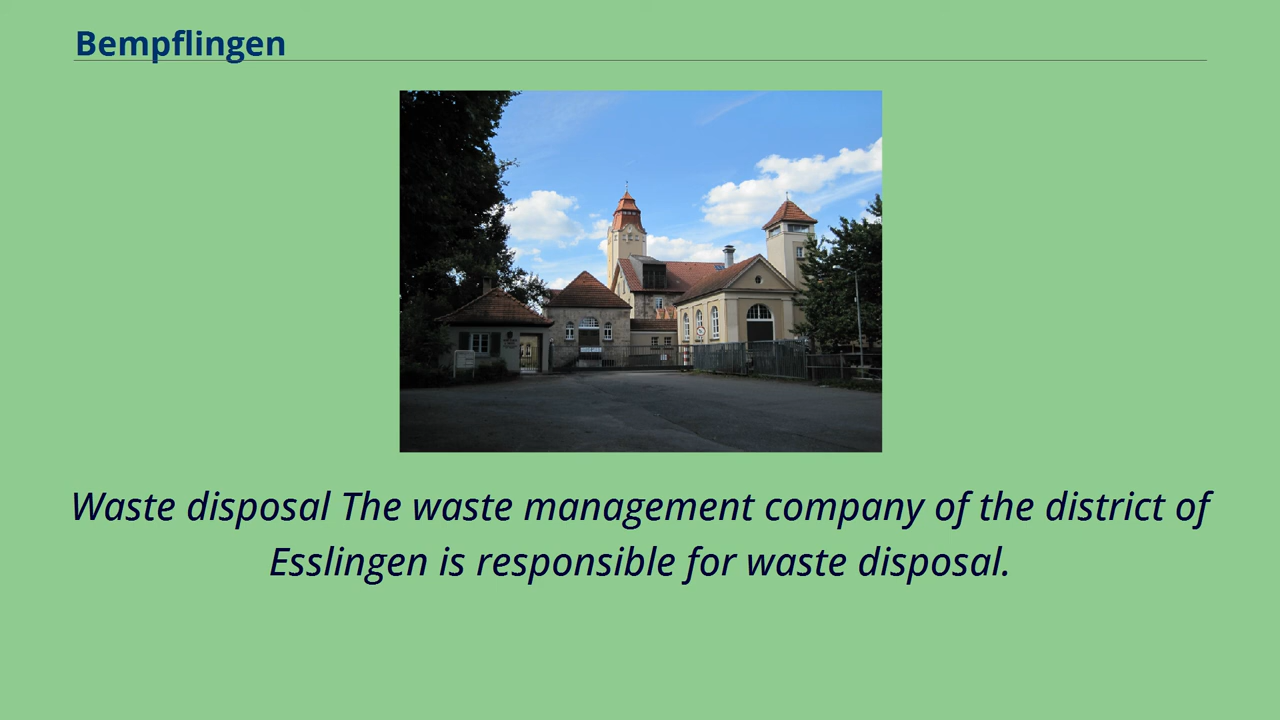 Bempflingen
Waste disposal The waste management company of the district of
Esslingen is responsible for waste disposal.